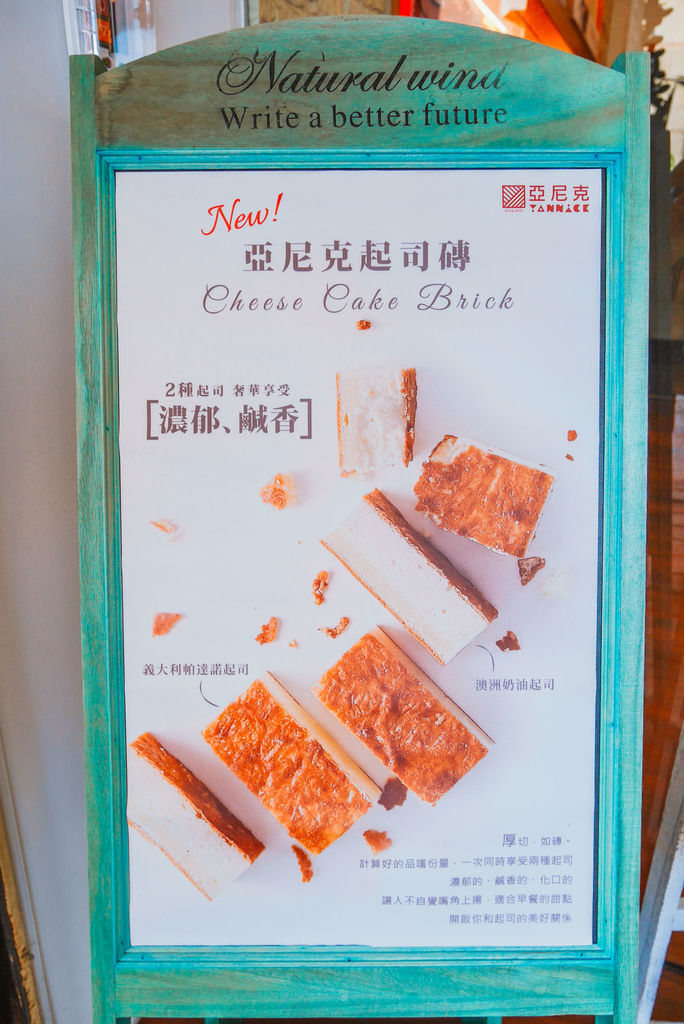 Natural wind
Write a better future
New!
亞尼克
YANNICK
亞尼克起司磚
Cheese Cake Brick
2種起司 奢華享受
[濃郁、鹹香]
義大利帕達諾起司
澳洲奶油起司
厚切．如磚。
計算好的品嚐份量．一次同時享受兩種起司
濃郁的、鹹香的、化口的
讓人不自覺嘴角上揚．適合早餐的甜點
開啟你和起司的美好關係